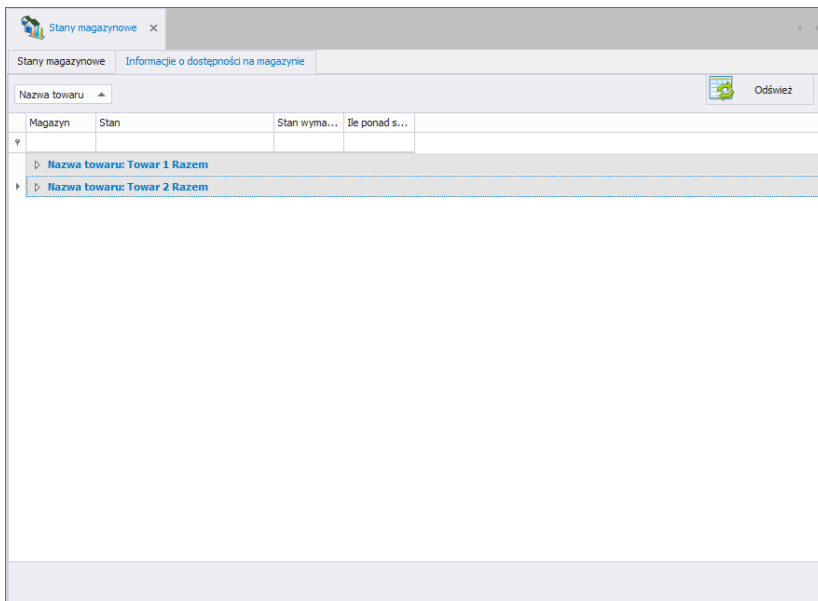 Stany magazynowe
Stany magazynowe Informacjie o dostępności na magazynie
Nazwa towaru Odśwież
Magazyn Stan Stan wyma... Ile ponad s...
Nazwa towaru: Towar 1 Razem
Nazwa towaru: Towar 2 Razem